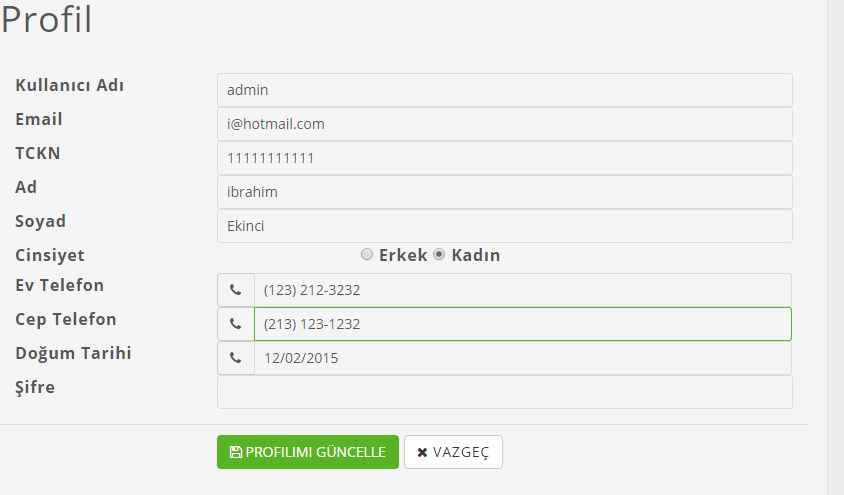 Profil
Kullanıcı Adı admin
Email i@hotmail.com
TCKN 11111111111
Ad ibrahim
Soyad Ekinci
Cinsiyet Erkek Kadın
Ev Telefon (123) 212-3232
Cep Telefon (213) 123-1232
Doğum Tarihi 12/02/2015
Şifre
PROFILIMI GÜNCELLE VAZGEÇ